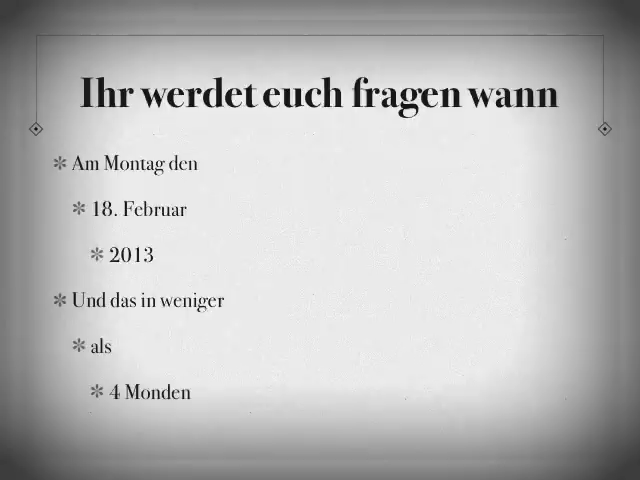 Ihr werdet euch fragen wann
Am Montag den
18. Februar
2013
Und das in weniger
als
4 Monden